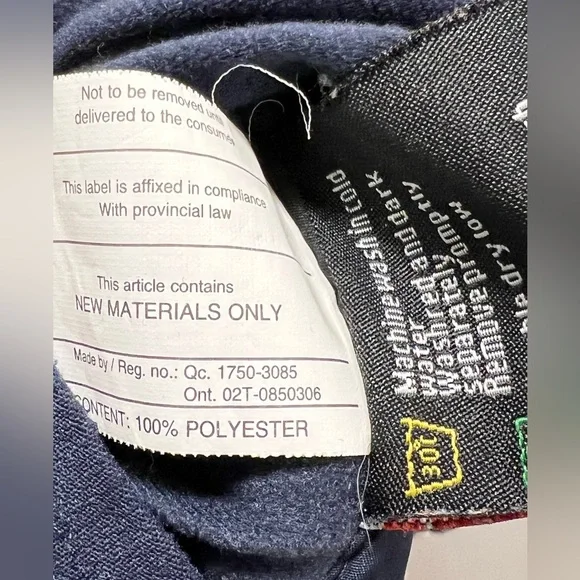 Not to be removed until
delivered to the consumer
This label is affixed in compliance
With provincial law
This article contains
NEW MATERIALS ONLY
Made by / Reg. no.: Qc. 1750-3085
Ont. 02T-0850306
CONTENT: 100% POLYESTER
Machine wash in cold
water
Wash red and dark
separately
Remove promptly
dry low
30